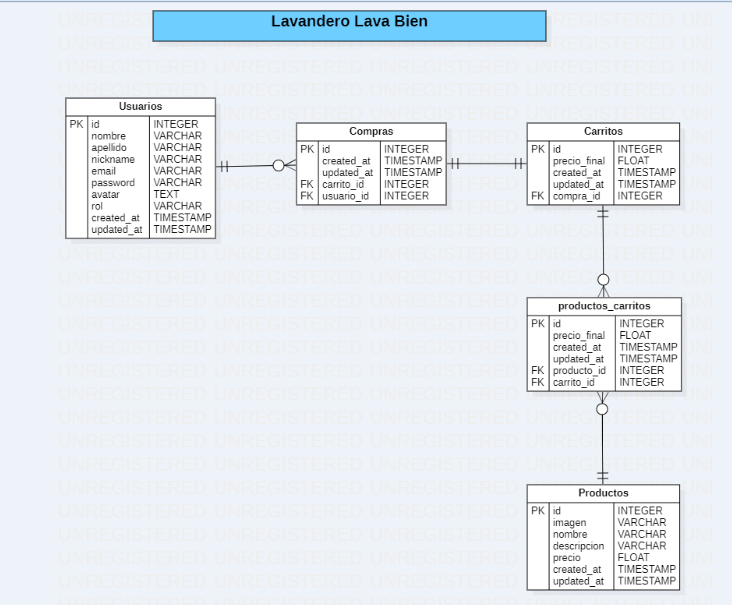 Lavandero Lava Bien
Usuarios
PK id INTEGER
nombre VARCHAR
apellido VARCHAR
nickname VARCHAR
email VARCHAR
password VARCHAR
avatar TEXT
rol VARCHAR
created_at TIMESTAMP
updated_at TIMESTAMP
Compras
PK id INTEGER
created_at TIMESTAMP
updated_at TIMESTAMP
FK carrito_id INTEGER
FK usuario_id INTEGER
Carritos
PK id INTEGER
precio_final FLOAT
created_at TIMESTAMP
updated_at TIMESTAMP
FK compra_id INTEGER
productos_carritos
PK id INTEGER
precio_final FLOAT
created_at TIMESTAMP
updated_at TIMESTAMP
FK producto_id INTEGER
FK carrito_id INTEGER
Productos
PK id INTEGER
imagen VARCHAR
nombre VARCHAR
descripcion VARCHAR
precio FLOAT
created_at TIMESTAMP
updated_at TIMESTAMP
UNREGISTERED